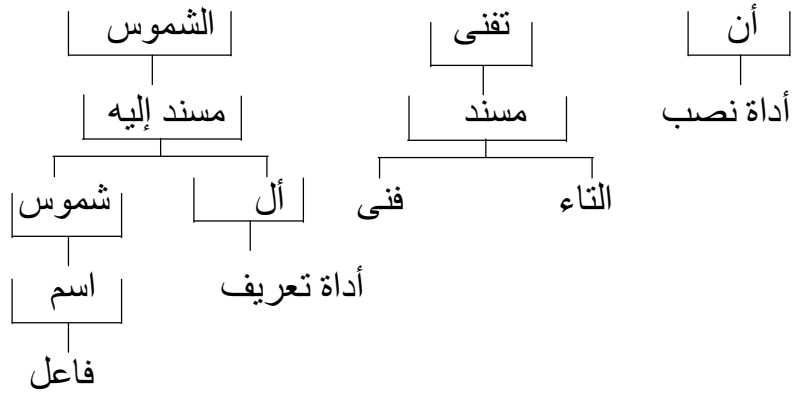 أن تفنى الشموس
أداة نصب مسند مسند إليه
التاء فنى أل شموس
أداة تعريف اسم
فاعل